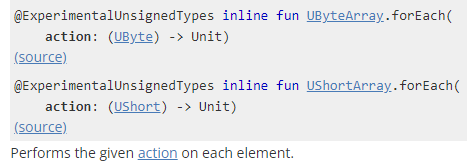 @ExperimentalUnsignedTypes inline fun UByteArray.forEach(
action: (UByte) -> Unit)
(source)
@ExperimentalUnsignedTypes inline fun UShortArray.forEach(
action: (UShort) -> Unit)
(source)
Performs the given action on each element.